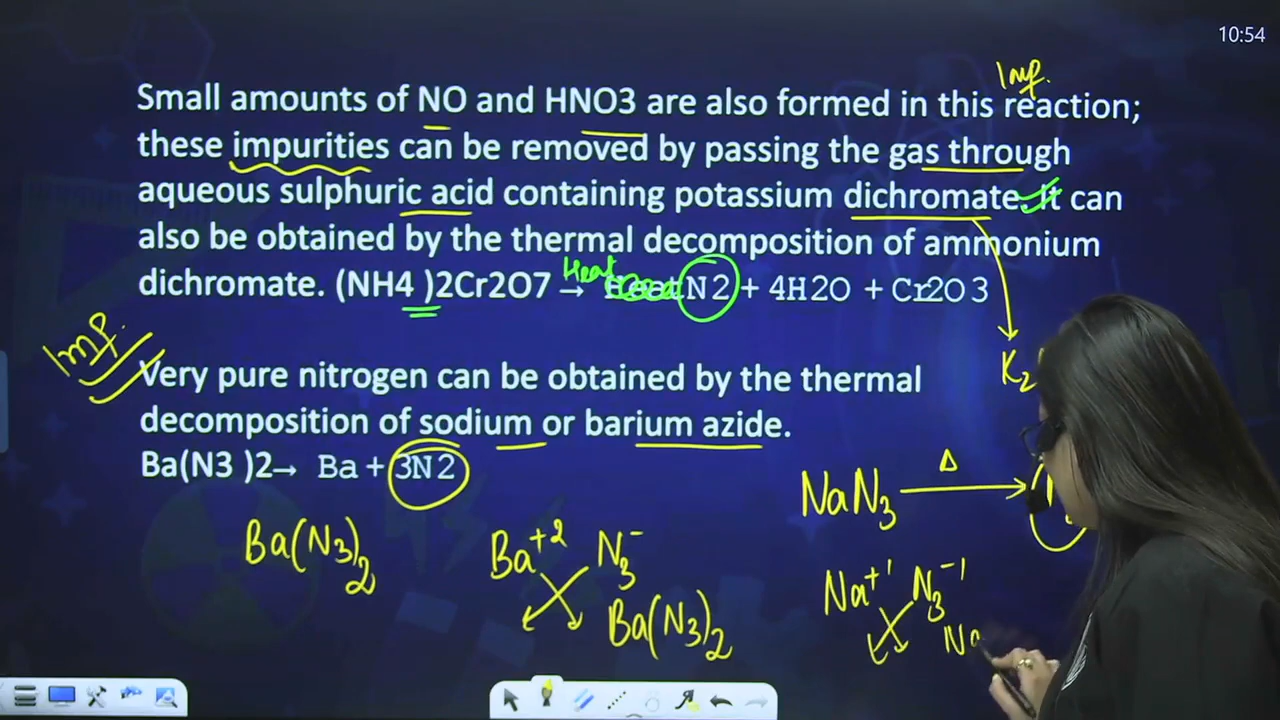 10:54
Imp.
Small amounts of NO and HNO3 are also formed in this reaction;
these impurities can be removed by passing the gas through
aqueous sulphuric acid containing potassium dichromate. It can
also be obtained by the thermal decomposition of ammonium
dichromate. (NH4 )2Cr2O7 → Heat N2 + 4H2O + Cr2O3
K2
Imp.
Very pure nitrogen can be obtained by the thermal
decomposition of sodium or barium azide.
Ba(N3 )2→ Ba + 3N2
NaN3 Δ
Ba(N3)2 Ba+2 N3- Na+1 N3-1
Ba(N3)2 Na